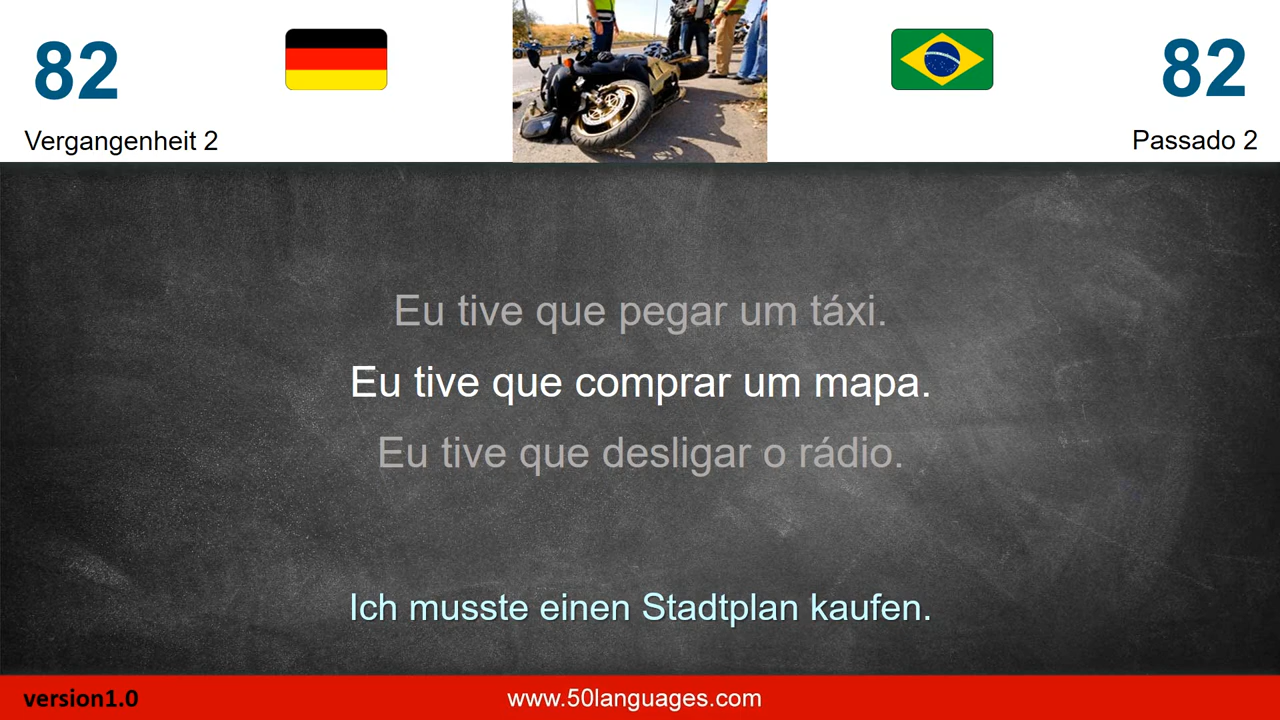 82
82
Vergangenheit 2
Passado 2
Eu tive que pegar um táxi.
Eu tive que comprar um mapa.
Eu tive que desligar o rádio.
Ich musste einen Stadtplan kaufen.
version1.0
www.50languages.com